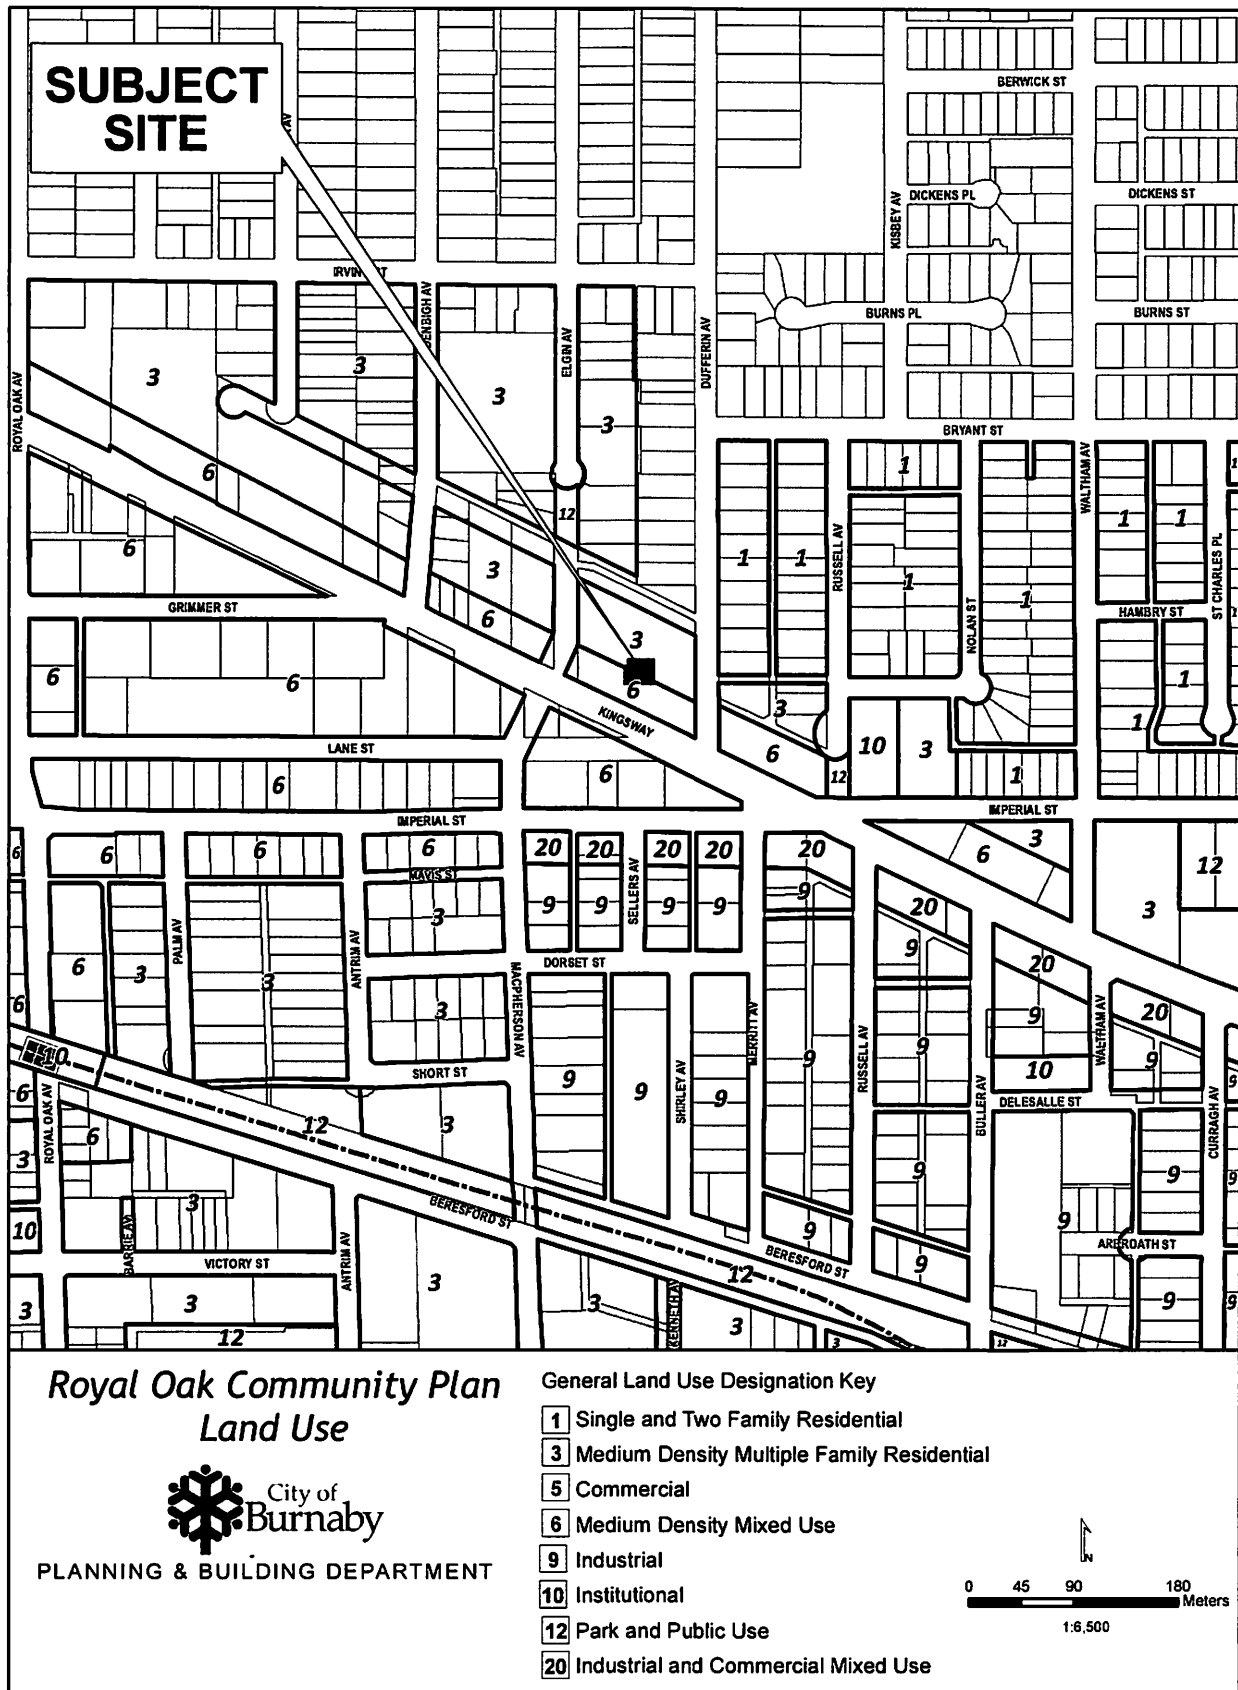 SUBJECT
SITE
BERWICK ST
DICKENS PL
DICKENS ST
KISBEY AV
BURNS PL
BURNS ST
DENBIGH AV
ELGIN AV
DUFFERIN AV
ROYAL OAK AV
3
3
3
3
BRYANT ST
WALTHAM AV
6
12
1
1
1
1
1
1
1
6
3
RUSSELL AV
1
1
ST CHARLES PL
GRIMMER ST
6
HAMBRY ST
NOLAN ST
3
6
6
6
1
KINGSWAY
3
1
LANE ST
6
10
3
6
6
12
1
IMPERIAL ST
IMPERIAL ST
6
6
6
6
20
20
20
20
20
6
3
12
MAVIS ST
SELLERS AV
9
9
9
9
9
20
3
3
PALM AV
ANTRIM AV
DORSET ST
9
20
6
3
3
MACPHERSON AV
6
3
MERRITT AV
9
20
WALTHAM AV
10
9
9
9
9
SHORT ST
9
SHIRLEY AV
9
RUSSELL AV
10
6
BULLER AV
DELESALLE ST
CURRAGH AV
9
ROYAL OAK AV
6
12
3
3
9
9
9
3
BERESFORD ST
9
10
BARRIE AV
ANTRIM AV
ARBROATH ST
VICTORY ST
BERESFORD ST
9
12
3
3
3
3
KENNETH AV
3
9
9
12
3
12
Royal Oak Community Plan
Land Use
City of
Burnaby
PLANNING & BUILDING DEPARTMENT
General Land Use Designation Key
1 Single and Two Family Residential
3 Medium Density Multiple Family Residential
5 Commercial
6 Medium Density Mixed Use
9 Industrial
10 Institutional
12 Park and Public Use
20 Industrial and Commercial Mixed Use
N
0 45 90 180
Meters
1:6,500